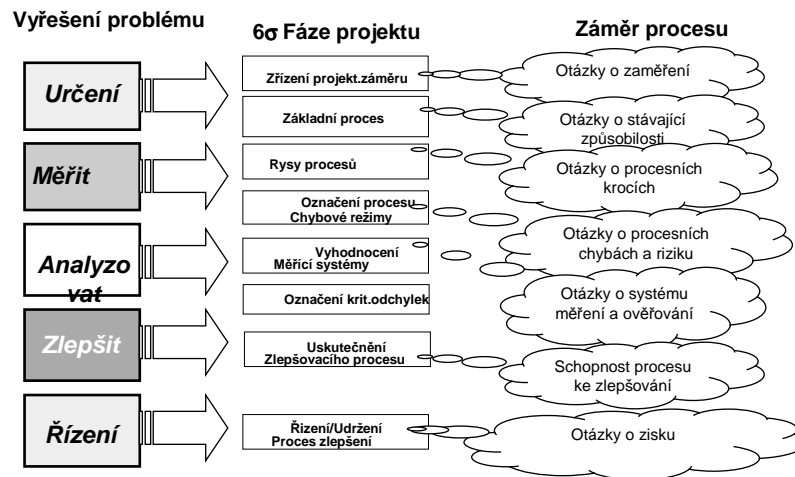 Vyřešení problému
6σ Fáze projektu
Záměr procesu
Určení
Měřit
Analyzo
vat
Zlepšit
Řízení
Zřízení projekt.záměru
Základní proces
Rysy procesů
Označení procesu
Chybové režimy
Vyhodnocení
Měřící systémy
Označení krit.odchylek
Uskutečnění
Zlepšovacího procesu
Řizení/Udržení
Proces zlepšení
Otázky o zaměření
Otázky o stávající
způsobilosti
Otázky o procesních
krocích
Otázky o procesních
chybách a riziku
Otázky o systému
měření a ověřování
Schopnost procesu
ke zlepšování
Otázky o zisku